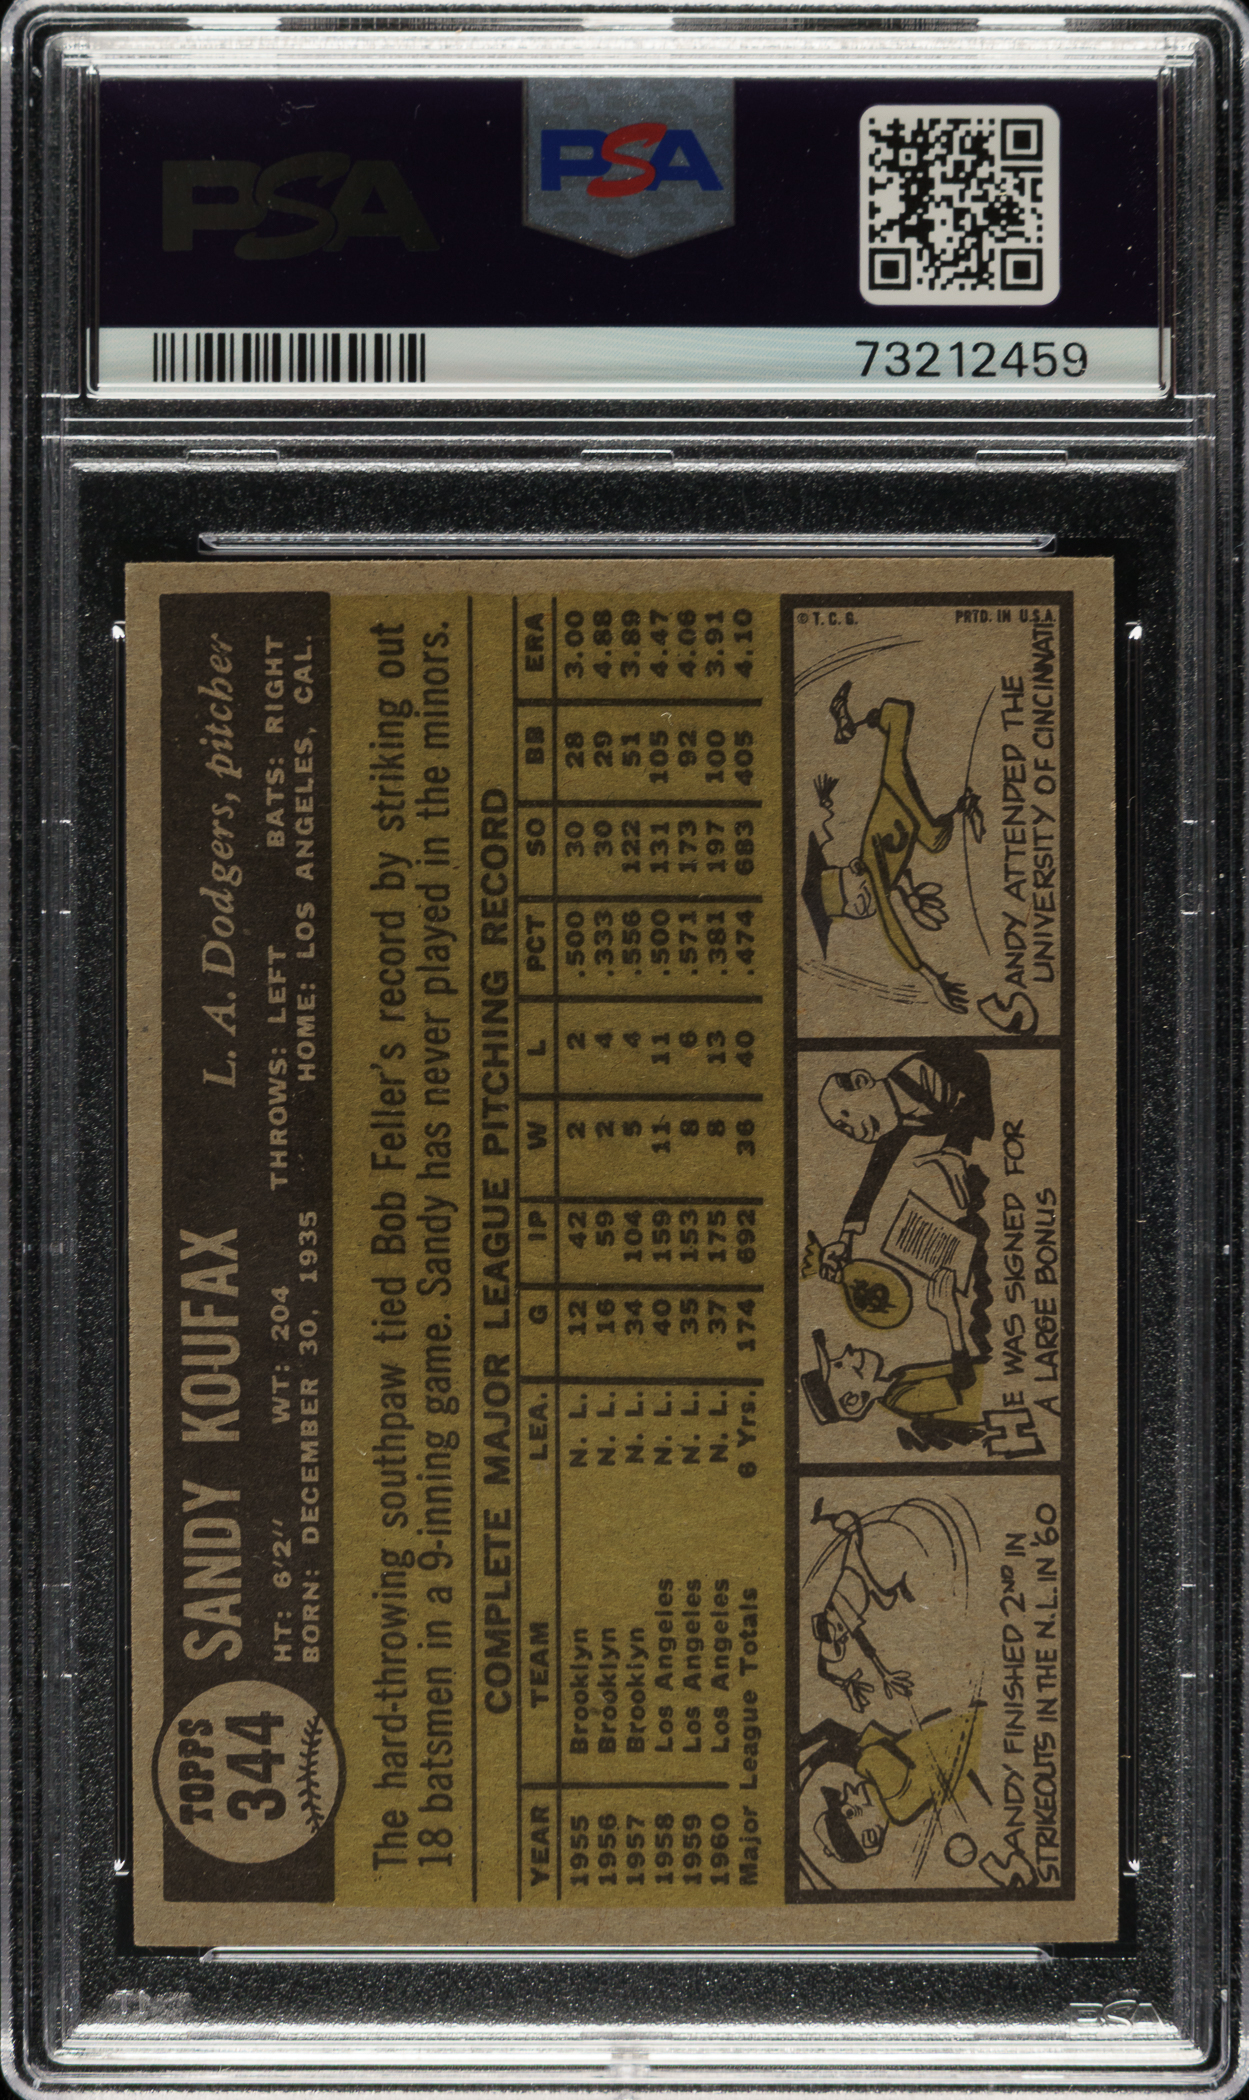 PSA
PSA
73212459
TOPPS
344
SANDY KOUFAX
L. A. Dodgers, pitcher
HT: 6'2" WT: 204 THROWS: LEFT BATS: RIGHT
BORN: DECEMBER 30, 1935 HOME: LOS ANGELES, CAL.
The hard-throwing southpaw tied Bob Feller's record by striking out
18 batsmen in a 9-inning game. Sandy has never played in the minors.
COMPLETE MAJOR LEAGUE PITCHING RECORD
YEAR TEAM LEA. G IP W L PCT SO BB ERA
1955 Brooklyn N. L. 12 42 2 2 .500 30 28 3.00
1956 Brooklyn N. L. 16 59 2 4 .333 30 29 4.88
1957 Brooklyn N. L. 34 104 5 4 .556 122 51 3.89
1958 Los Angeles N. L. 40 159 11 11 .500 131 105 4.47
1959 Los Angeles N. L. 35 153 8 6 .571 173 92 4.06
1960 Los Angeles N. L. 37 175 8 13 .381 197 100 3.91
Major League Totals 6 Yrs. 174 692 36 40 .474 683 405 4.10
SANDY FINISHED 2ND IN
STRIKEOUTS IN THE N.L. IN '60
HE WAS SIGNED FOR
A LARGE BONUS
© T. C. G. PRTD. IN U.S.A.
C
SANDY ATTENDED THE
UNIVERSITY OF CINCINNATI
PSA